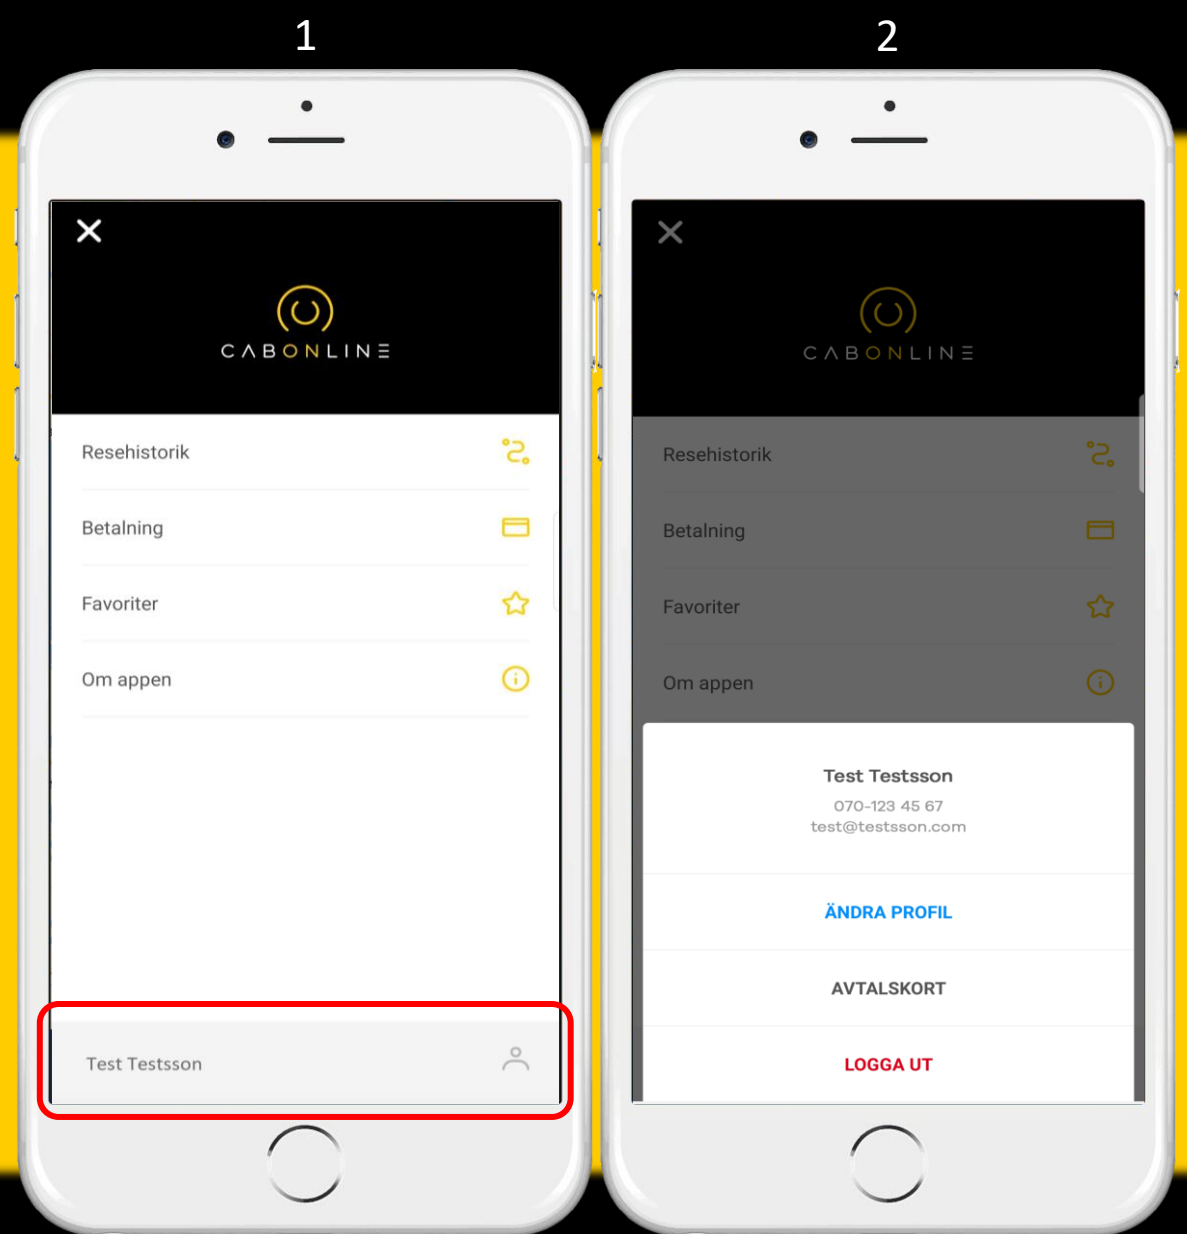 1
CABONLINE
Resehistorik
Betalning
Favoriter
Om appen
Test Testsson
2
CABONLINE
Resehistorik
Betalning
Favoriter
Om appen
Test Testsson
070-123 45 67
test@testsson.com
ÄNDRA PROFIL
AVTALSKORT
LOGGA UT